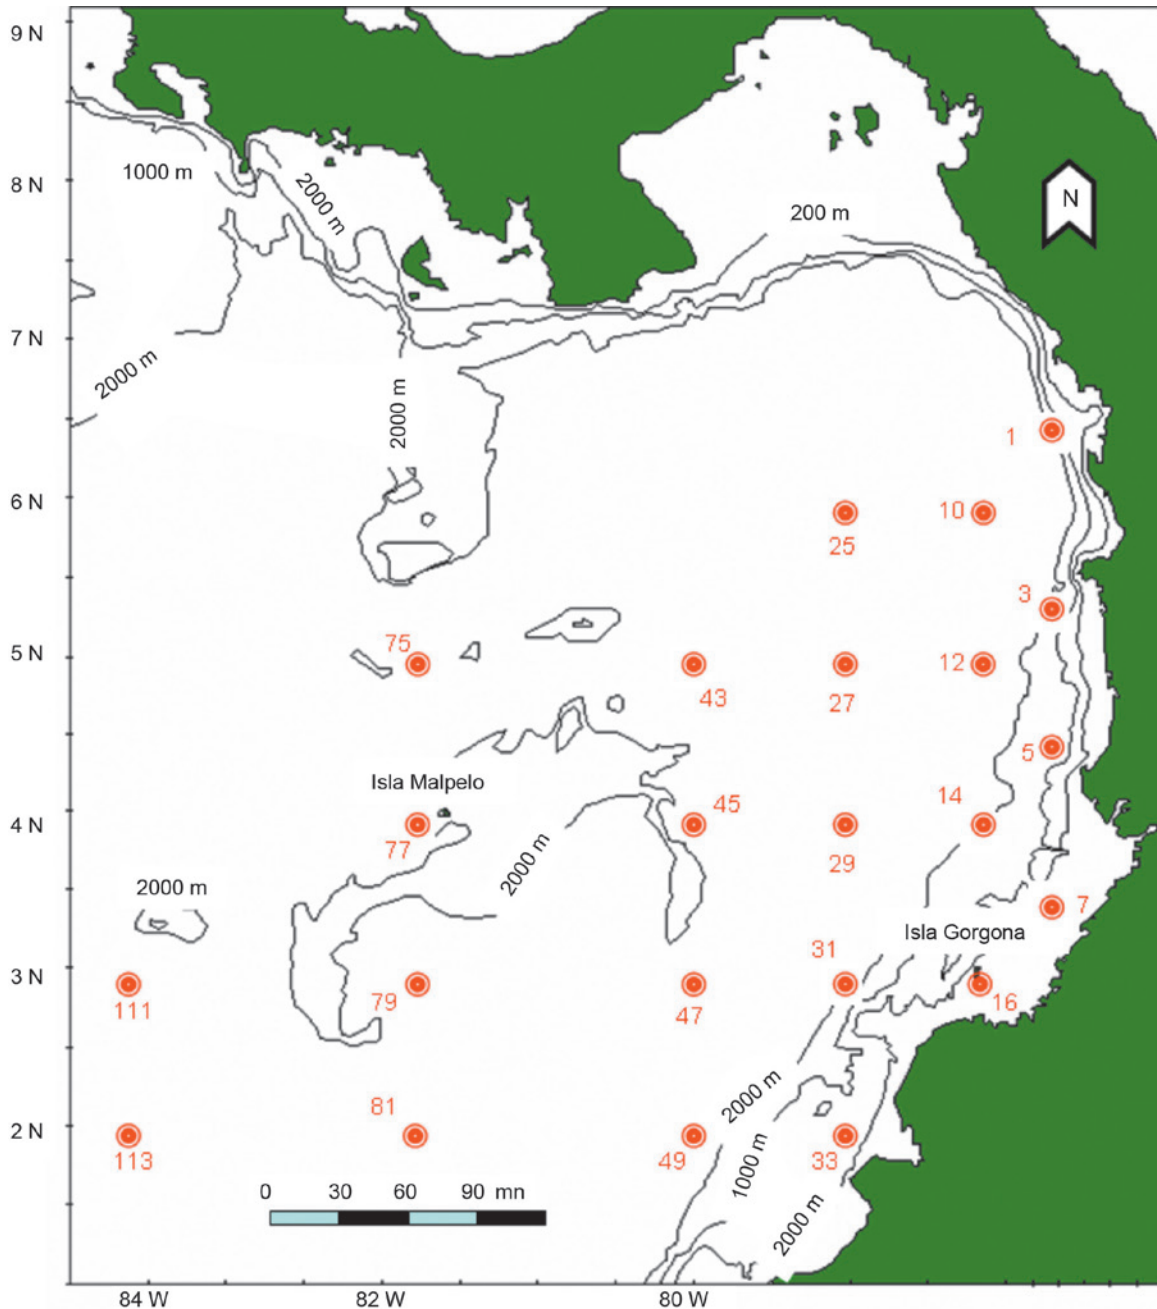 9 N
8 N
7 N
6 N
5 N
4 N
3 N
2 N
1000 m
2000 m
200 m
N
2000 m
2000 m
1
10
25
3
75
43
27
12
5
Isla Malpelo
45
14
77
29
2000 m
2000 m
7
Isla Gorgona
31
111
79
47
16
2000 m
81
1000 m
113
49
33
2000 m
0 30 60 90 mn
84 W 82 W 80 W